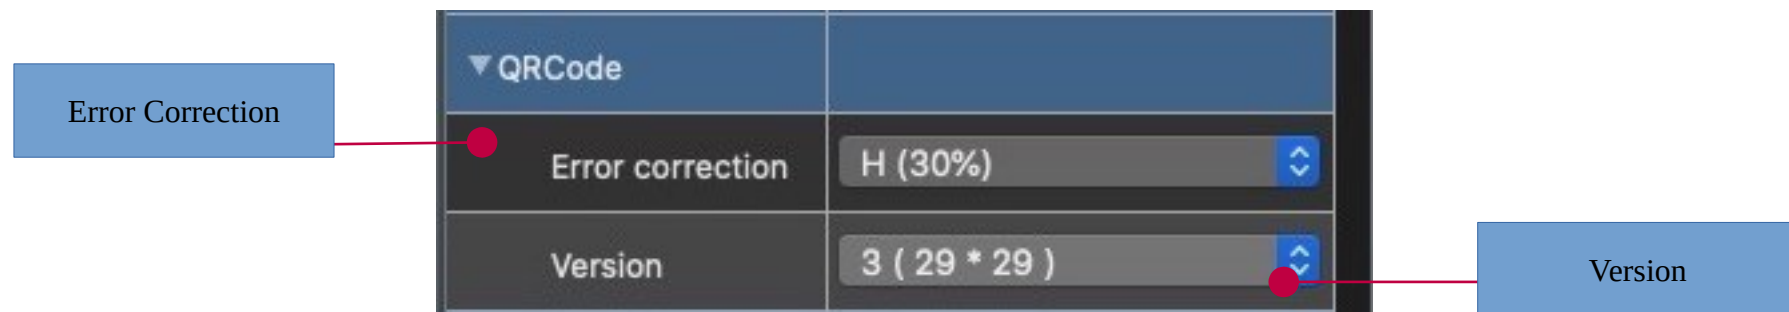 QRCode
Error Correction
Error correction
H (30%)
Version
3 ( 29 * 29 )
Version